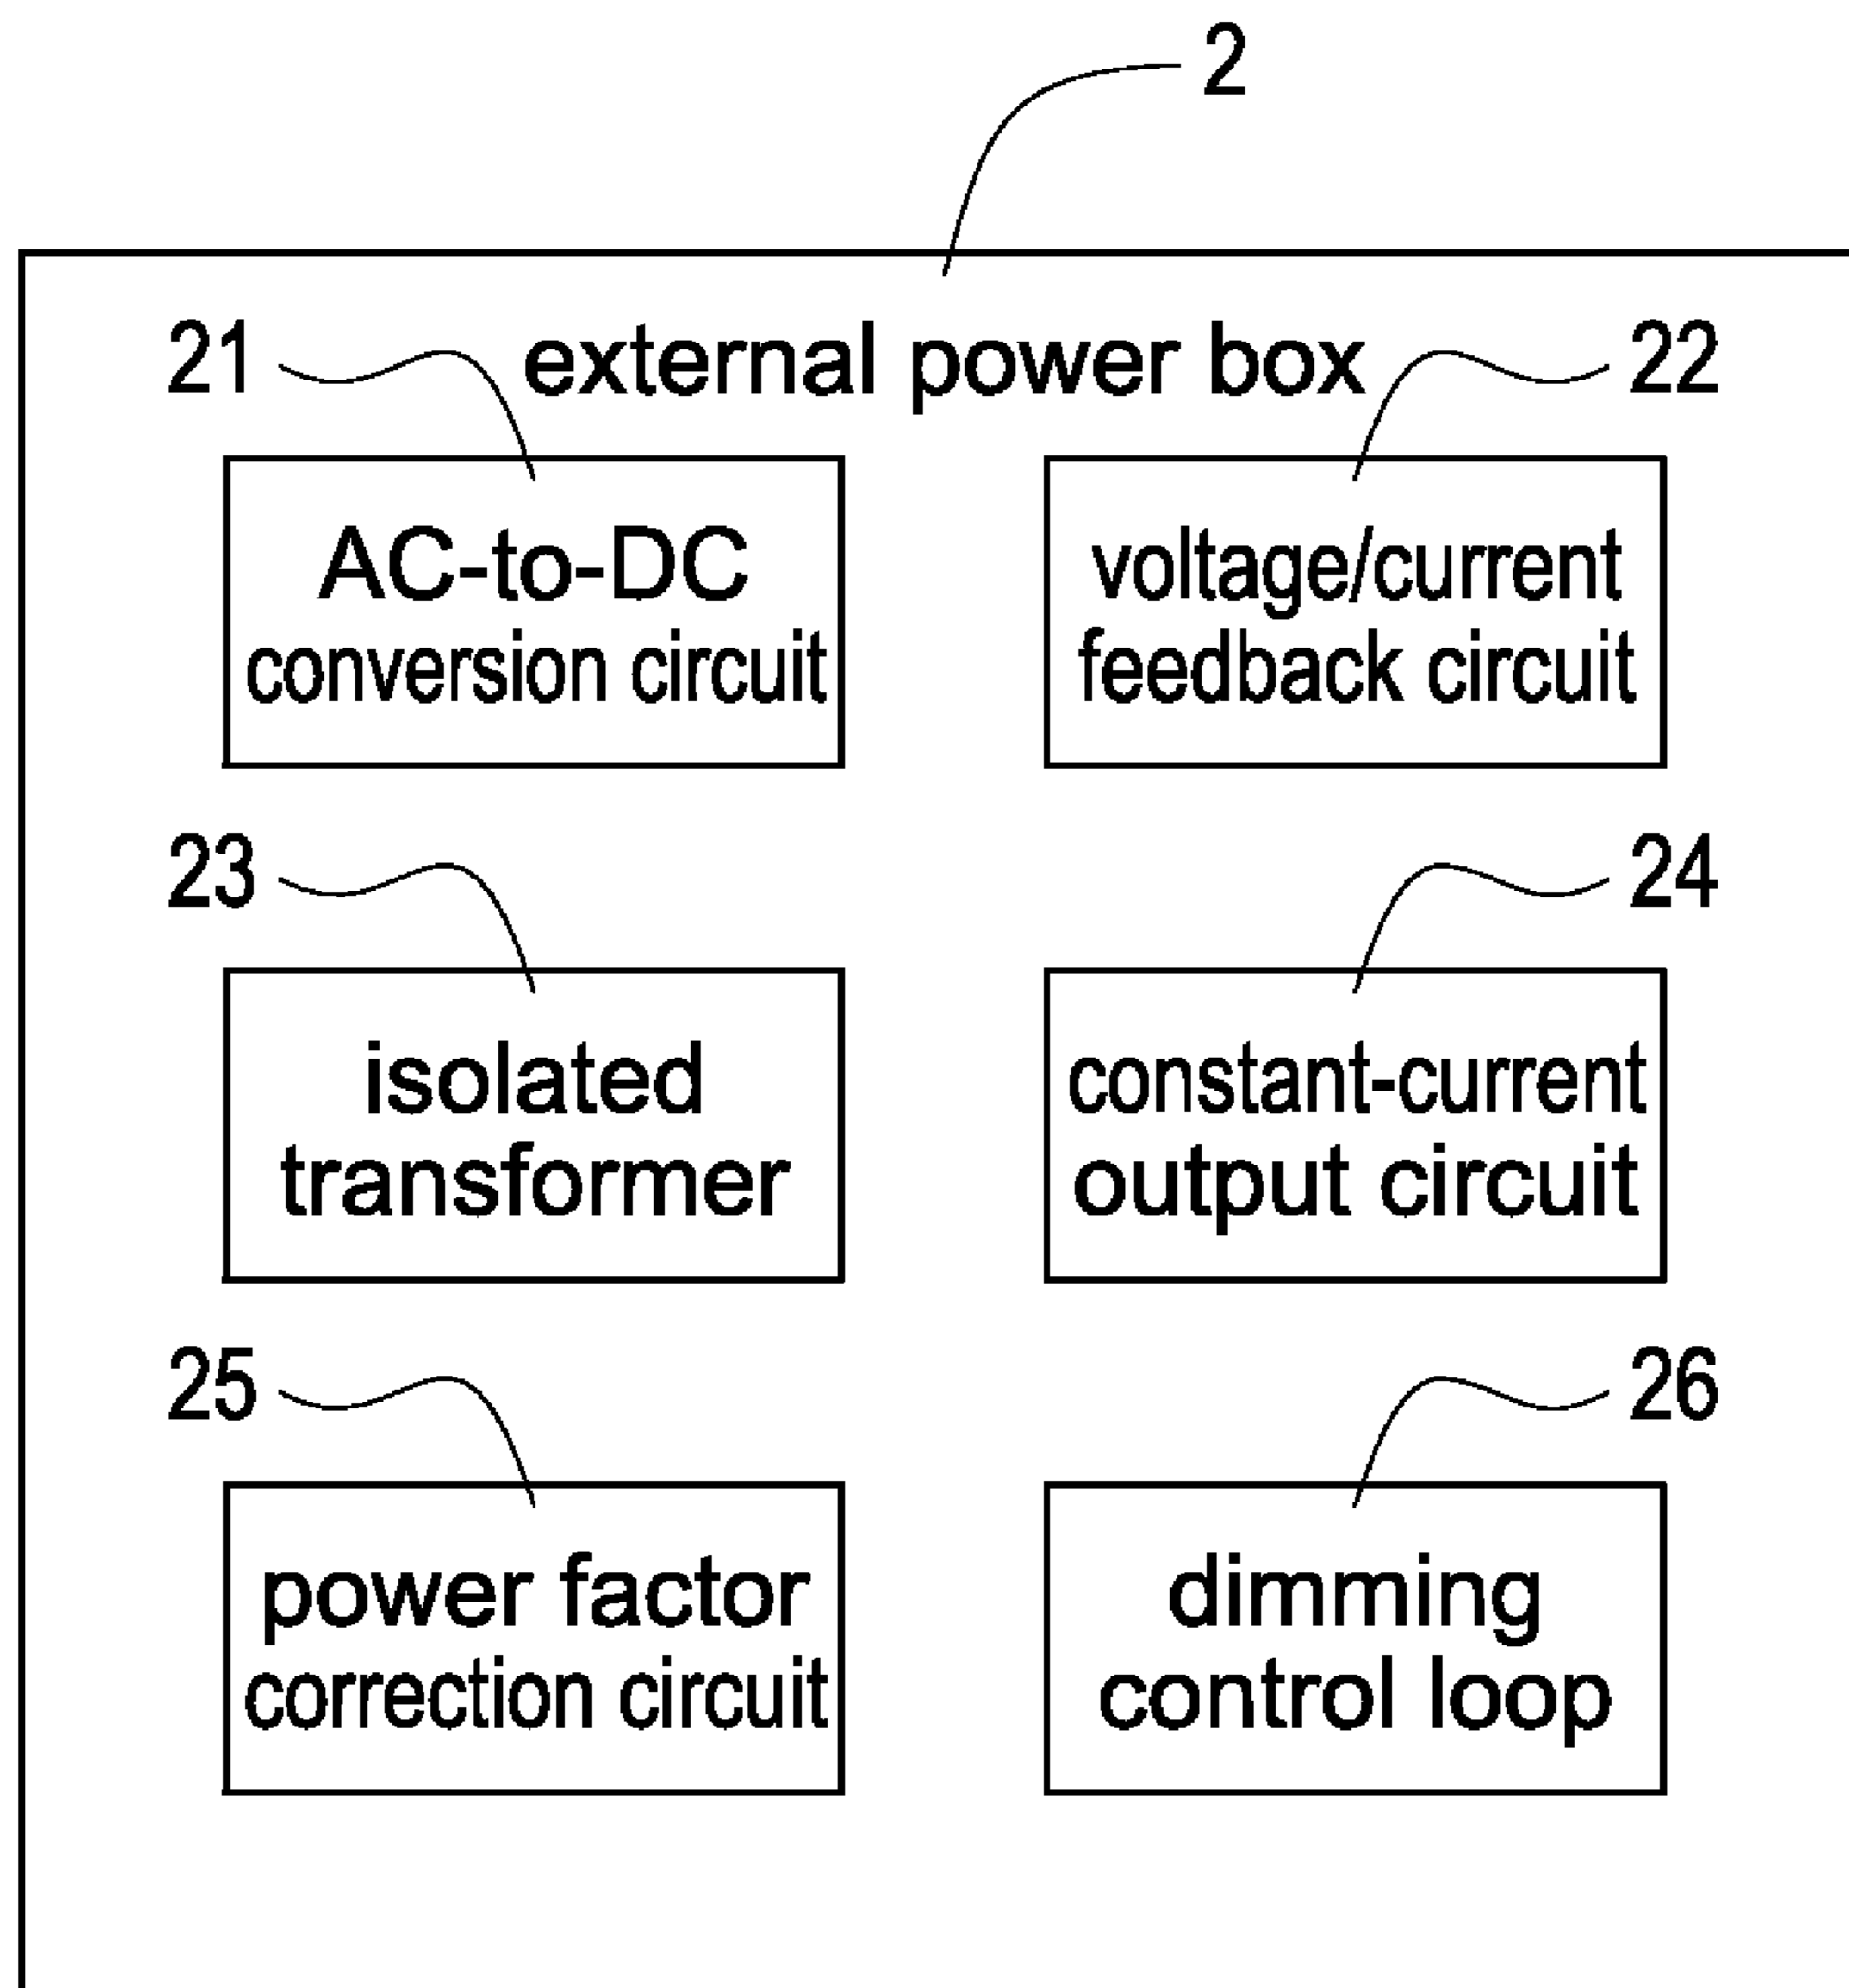 2
21
external power box
22
AC-to-DC
conversion circuit
voltage/current
feedback circuit
23
24
isolated
transformer
constant-current
output circuit
25
26
power factor
correction circuit
dimming
control loop